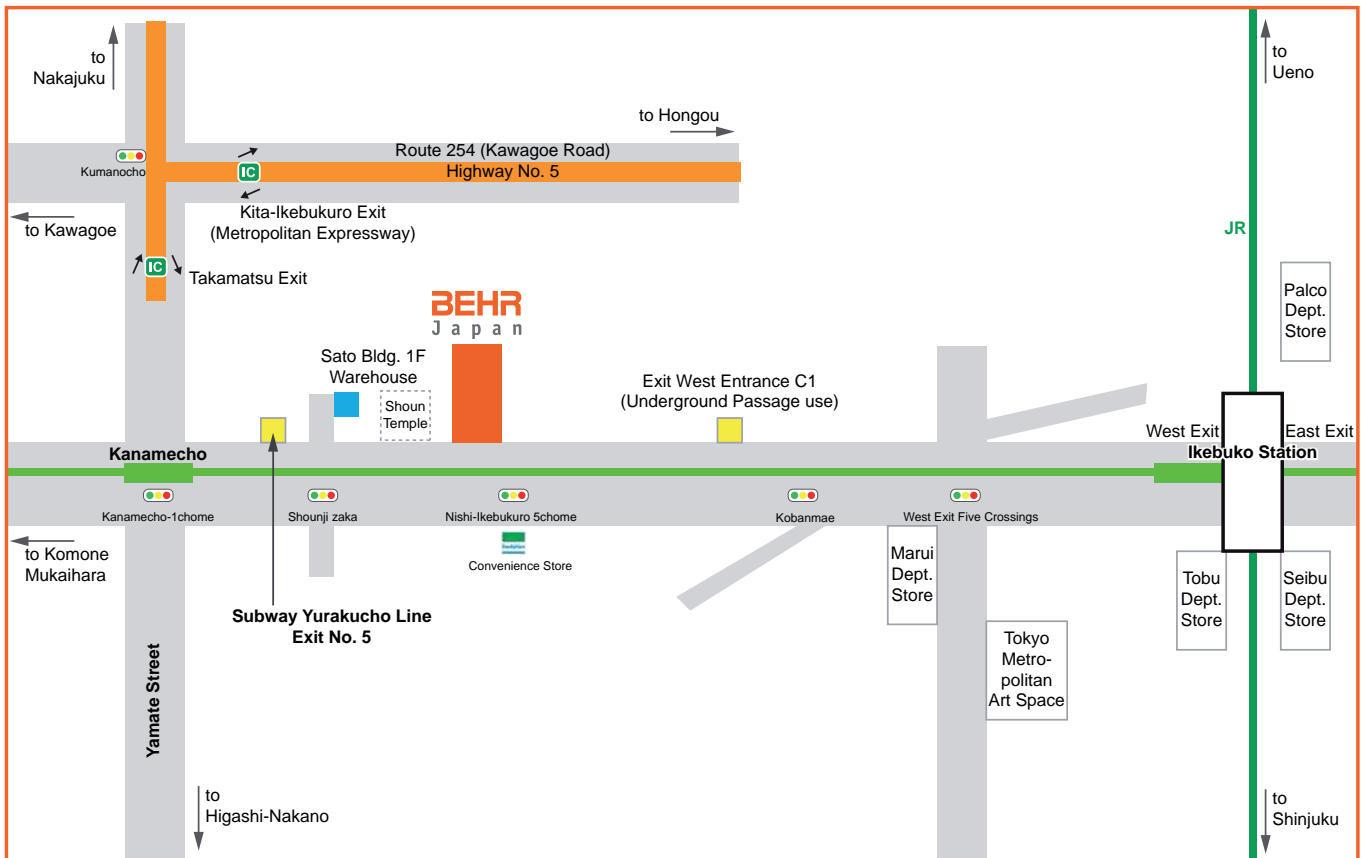 to
Nakajuku
to
Ueno
to Hongou
Route 254 (Kawagoe Road)
Kumanocho
IC
Highway No. 5
Kita-Ikebukuro Exit
(Metropolitan Expressway)
to Kawagoe
JR
IC
Takamatsu Exit
BEHR
Japan
Palco
Dept.
Store
Sato Bldg. 1F
Warehouse
Shoun
Temple
Exit West Entrance C1
(Underground Passage use)
Kanamecho
West Exit
East Exit
Ikebuko Station
Kanamecho-1chome
Shounji zaka
Nishi-Ikebukuro 5chome
Kobanmae
West Exit Five Crossings
Convenience Store
to Komone
Mukaihara
Marui
Dept.
Store
Tobu
Dept.
Store
Seibu
Dept.
Store
Subway Yurakucho Line
Exit No. 5
Tokyo
Metro-
politan
Art Space
Yamate Street
to
Higashi-Nakano
to
Shinjuku